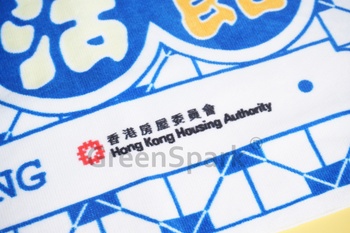 活
香港房屋委員會
Hong Kong Housing Authority
NG
GreenSpark®